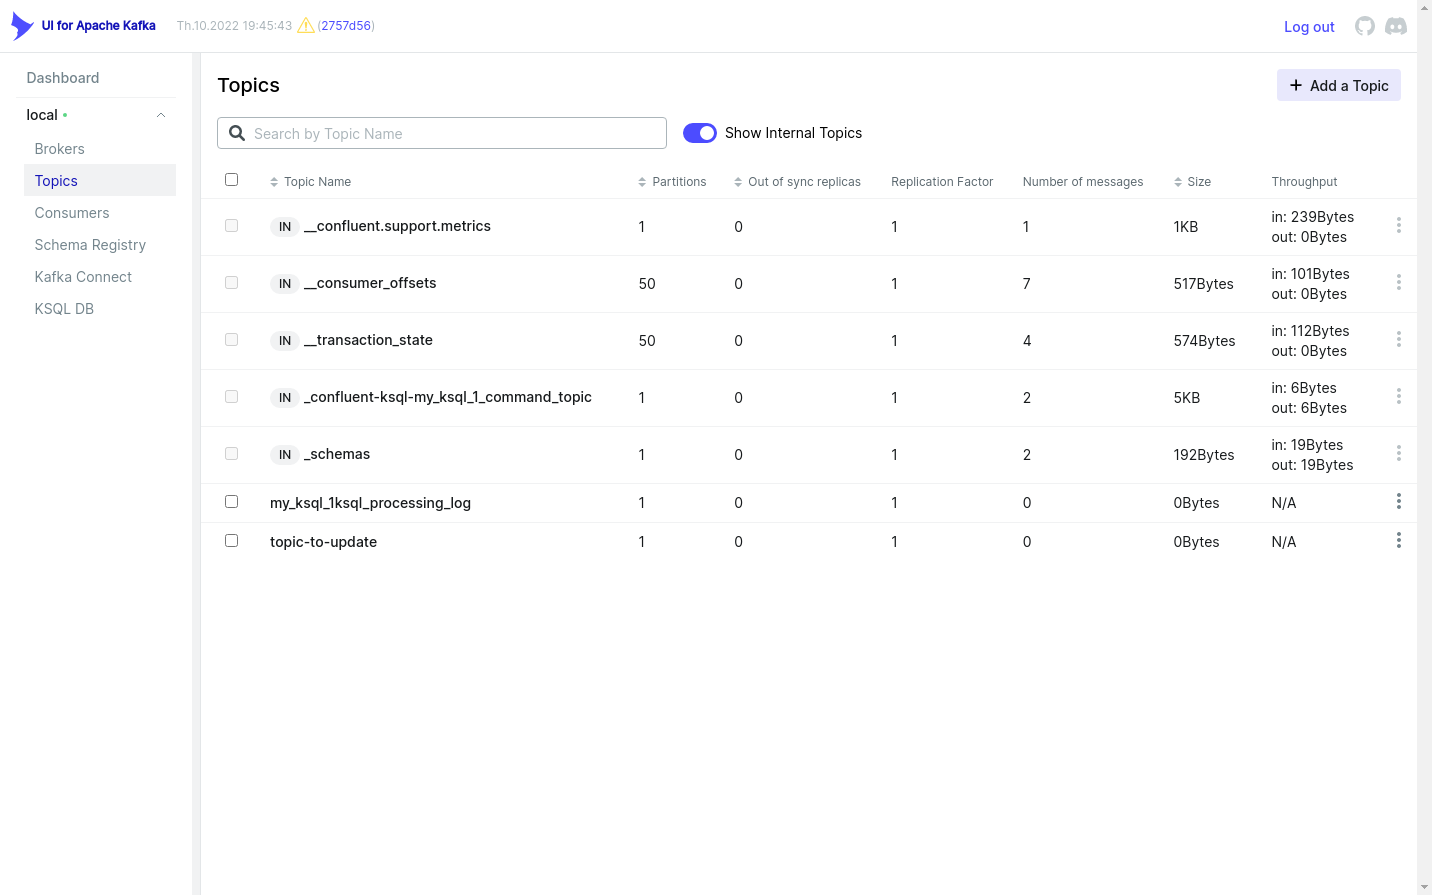 UI for Apache Kafka Th.10.2022 19:45:43 (2757d56) Log out
Dashboard
local
Brokers
Topics
Consumers
Schema Registry
Kafka Connect
KSQL DB
Topics
Add a Topic
Search by Topic Name
Show Internal Topics
Topic Name Partitions Out of sync replicas Replication Factor Number of messages Size Throughput
IN __confluent.support.metrics 1 0 1 1 1KB in: 239Bytes
out: 0Bytes
IN __consumer_offsets 50 0 1 7 517Bytes in: 101Bytes
out: 0Bytes
IN __transaction_state 50 0 1 4 574Bytes in: 112Bytes
out: 0Bytes
IN _confluent-ksql-my_ksql_1_command_topic 1 0 1 2 5KB in: 6Bytes
out: 6Bytes
IN _schemas 1 0 1 2 192Bytes in: 19Bytes
out: 19Bytes
my_ksql_1ksql_processing_log 1 0 1 0 0Bytes N/A
topic-to-update 1 0 1 0 0Bytes N/A